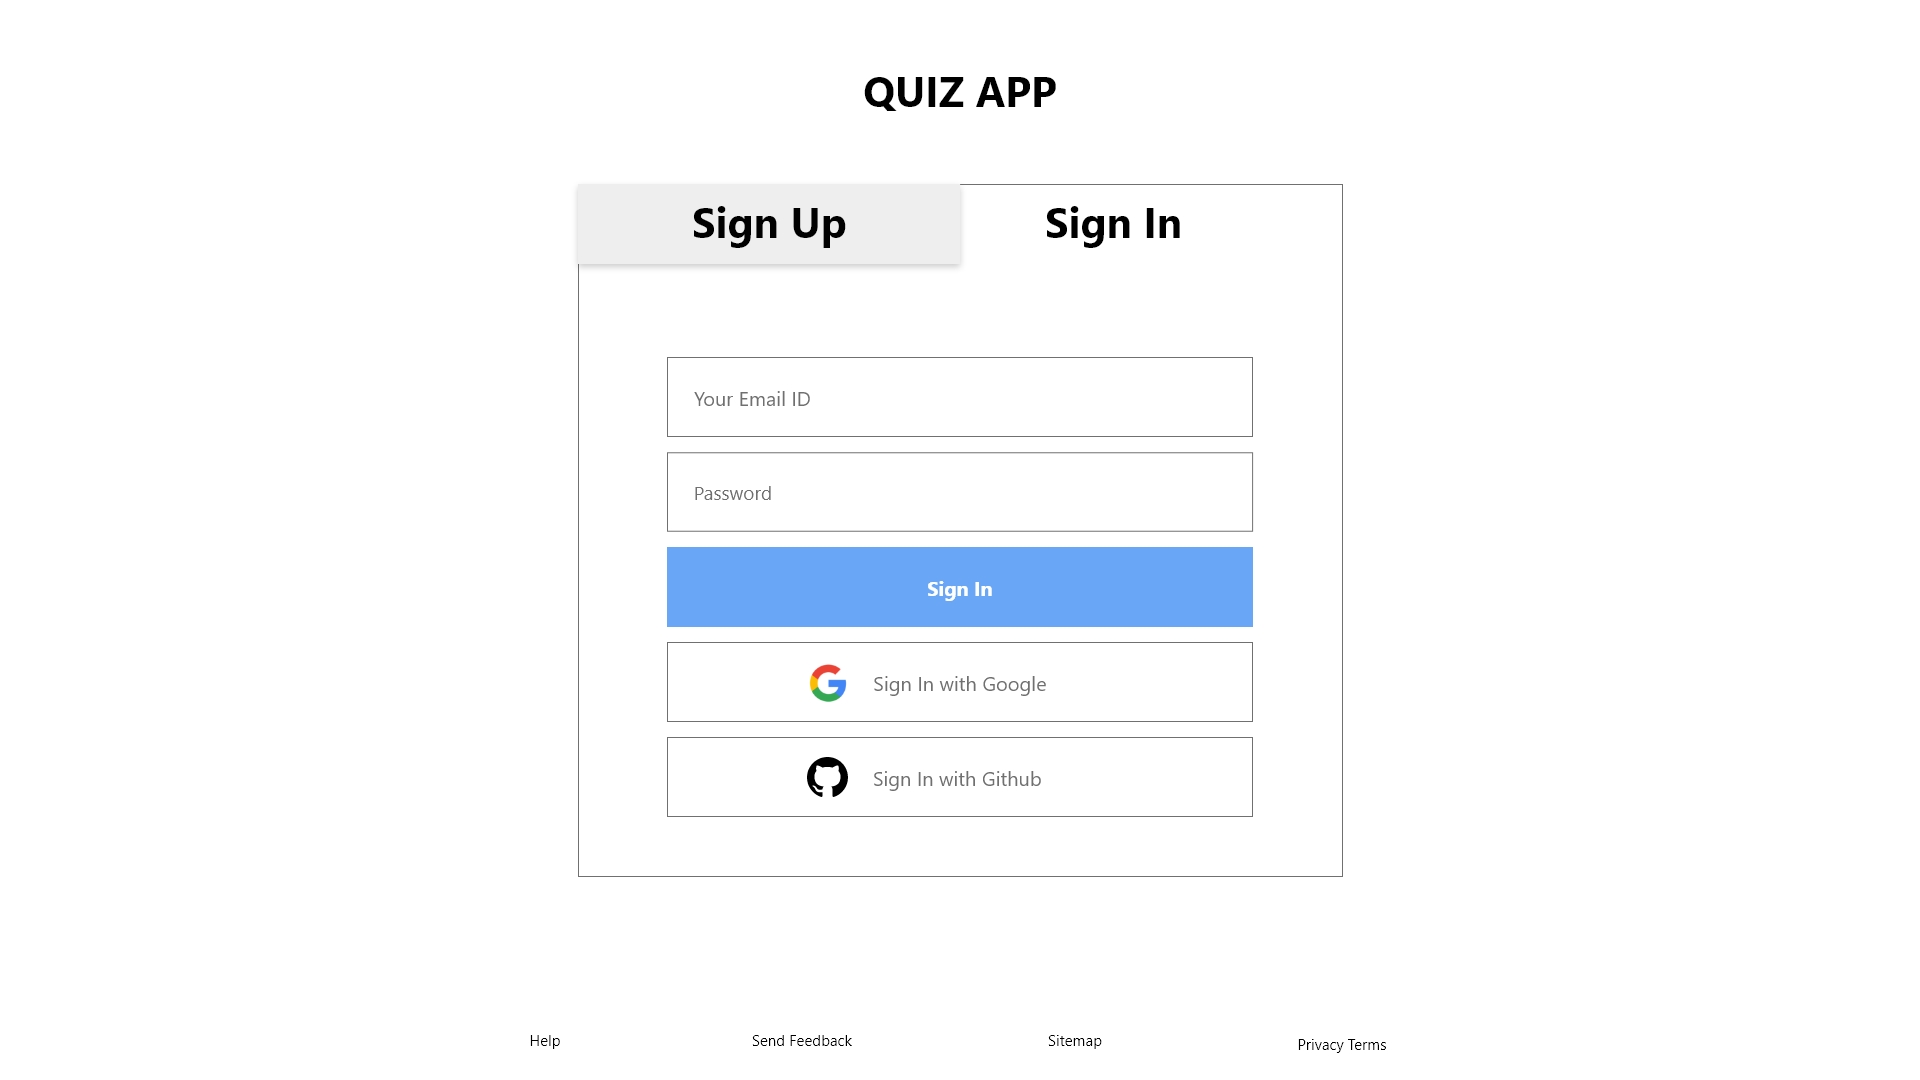 QUIZ APP
Sign Up
Sign In
Your Email ID
Password
Sign In
Sign In with Google
Sign In with Github
Help
Send Feedback
Sitemap
Privacy Terms